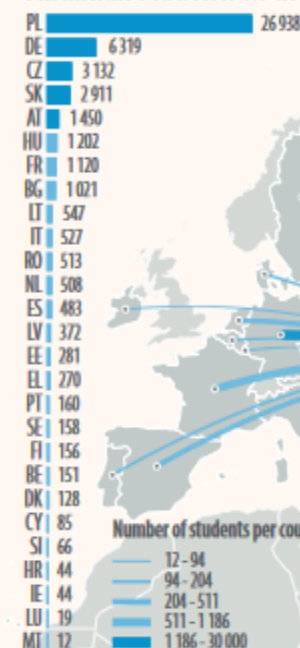 PL 26 938
DE 6 319
CZ 3 132
SK 2 911
AT 1 450
HU 1 202
FR 1 120
BG 1 021
LT 547
IT 527
RO 513
NL 508
ES 483
LV 372
EE 281
EL 270
PT 160
SE 158
FI 156
BE 151
DK 128
CY 85
SI 66
HR 44
IE 44
LU 19
MT 12
Number of students per cou
12 - 94
94 - 204
204 - 511
511 - 1 186
1 186 - 30 000